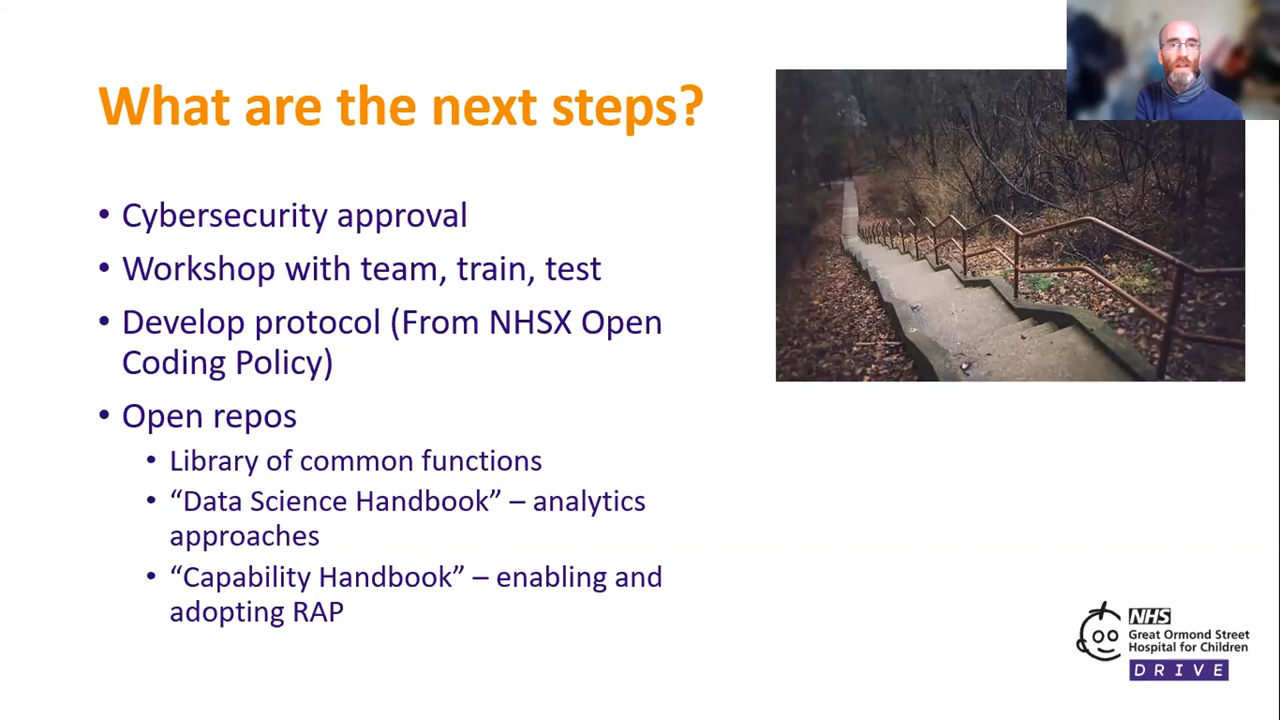 What are the next steps?
• Cybersecurity approval
• Workshop with team, train, test
• Develop protocol (From NHSX Open
Coding Policy)
• Open repos
• Library of common functions
• “Data Science Handbook” – analytics
approaches
• “Capability Handbook” – enabling and
adopting RAP
NHS
Great Ormond Street
Hospital for Children
DRIVE